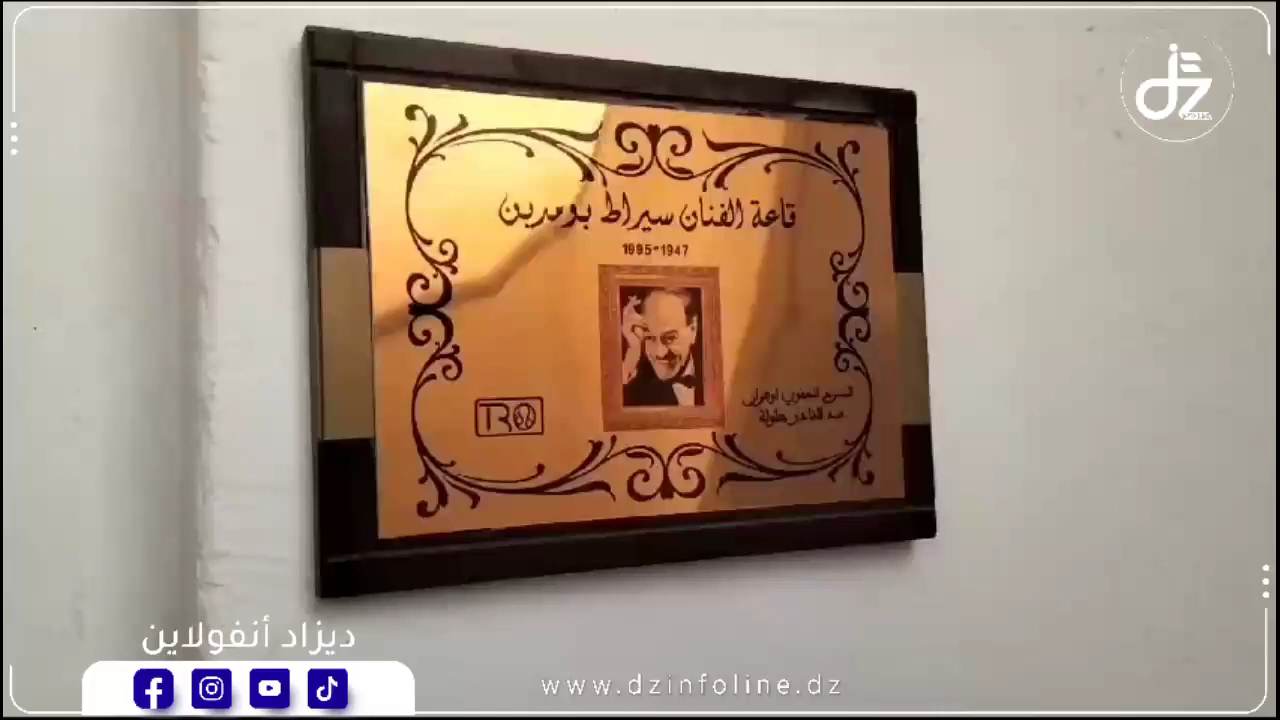 قاعة الفنان سيراط بومدين
1995-1947
المسرح الجهوي لوهران
عبد القادر علولة
TRO
ديزاد أنفولاين
www.dzinfoline.dz